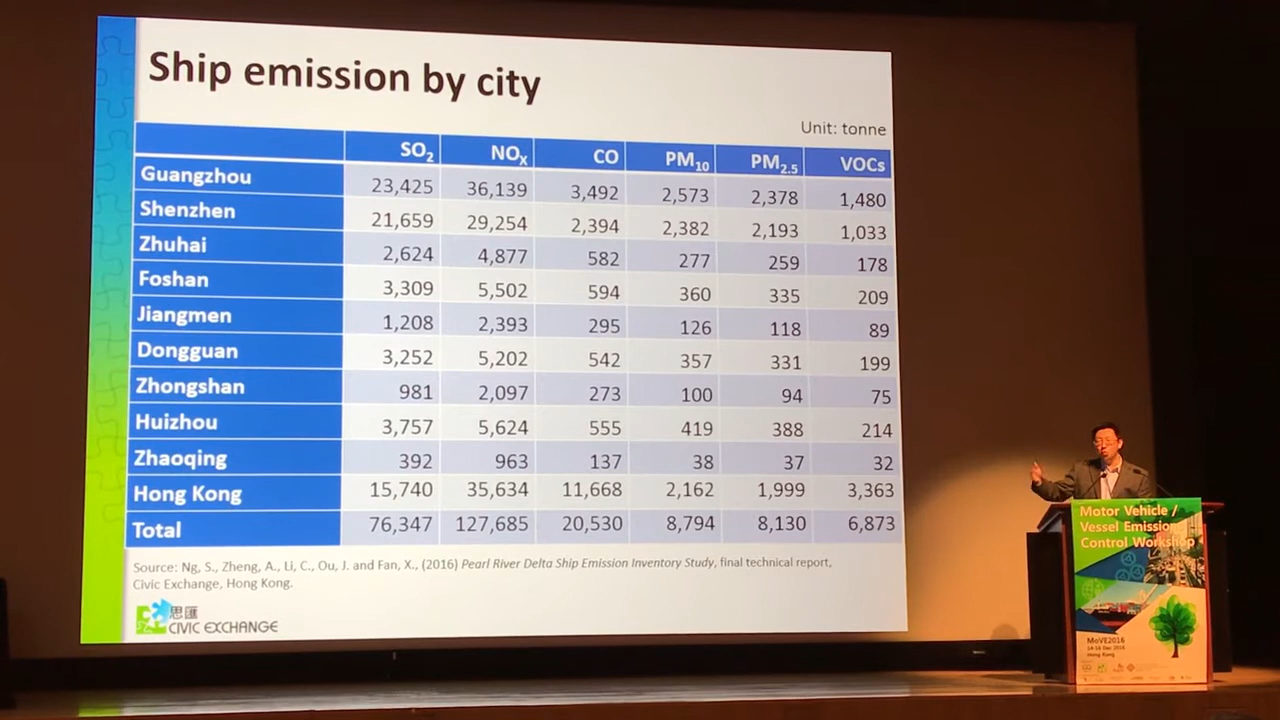 Ship emission by city
Unit: tonne
SO2 NOX CO PM10 PM2.5 VOCs
Guangzhou 23,425 36,139 3,492 2,573 2,378 1,480
Shenzhen 21,659 29,254 2,394 2,382 2,193 1,033
Zhuhai 2,624 4,877 582 277 259 178
Foshan 3,309 5,502 594 360 335 209
Jiangmen 1,208 2,393 295 126 118 89
Dongguan 3,252 5,202 542 357 331 199
Zhongshan 981 2,097 273 100 94 75
Huizhou 3,757 5,624 555 419 388 214
Zhaoqing 392 963 137 38 37 32
Hong Kong 15,740 35,634 11,668 2,162 1,999 3,363
Total 76,347 127,685 20,530 8,794 8,130 6,873
Source: Ng, S., Zheng, A., Li, C., Ou, J. and Fan, X., (2016) Pearl River Delta Ship Emission Inventory Study, final technical report,
Civic Exchange, Hong Kong.
思匯
CIVIC EXCHANGE
Motor Vehicle /
Vessel Emission
Control Workshop
MoVE2016
14-16 Dec 2016
Hong Kong